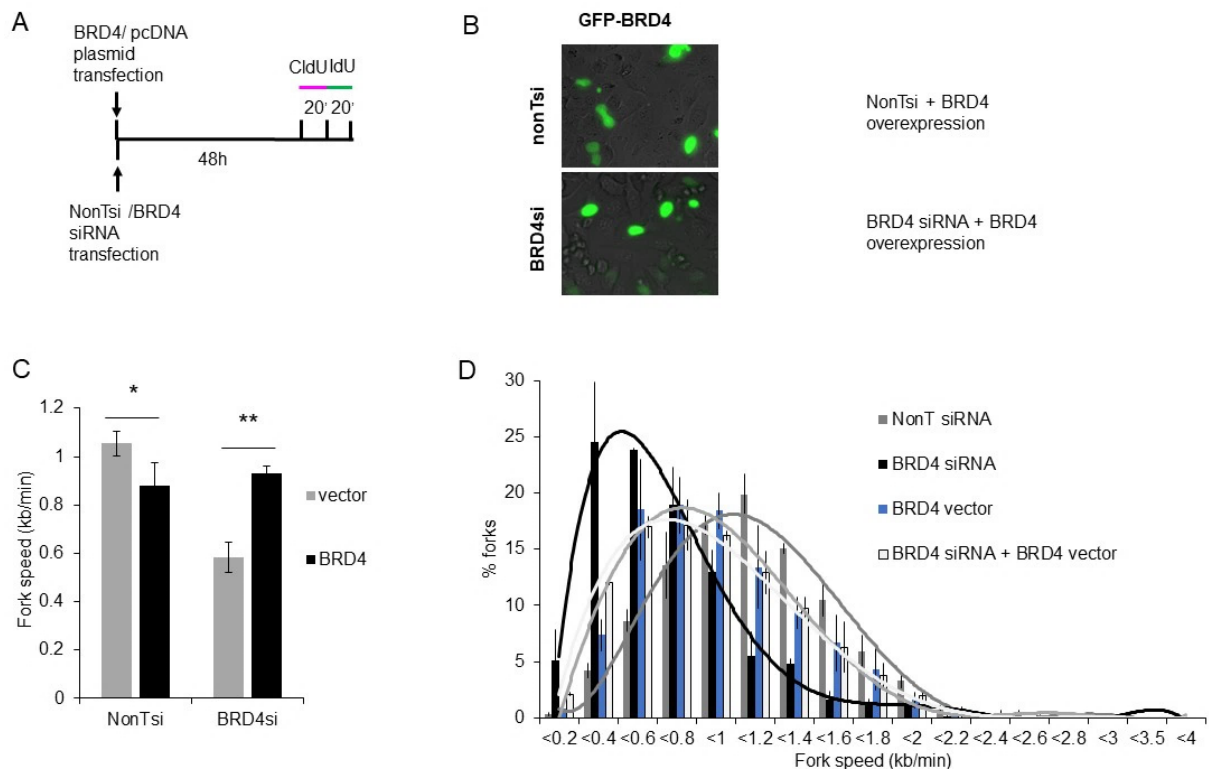 A
BRD4/ pcDNA
plasmid
transfection
CldU IdU
20' 20'
48h
NonTsi /BRD4
siRNA
transfection
B
GFP-BRD4
nonTsi
NonTsi + BRD4
overexpression
BRD4si
BRD4 siRNA + BRD4
overexpression
C
Fork speed (kb/min)
1.2
1
0.8
0.6
0.4
0.2
0
*
**
NonTsi
BRD4si
vector
BRD4
D
% forks
30
25
20
15
10
5
0
NonT siRNA
BRD4 siRNA
BRD4 vector
BRD4 siRNA + BRD4 vector
<0.2 <0.4 <0.6 <0.8 <1 <1.2 <1.4 <1.6 <1.8 <2 <2.2 <2.4 <2.6 <2.8 <3 <3.5 <4
Fork speed (kb/min)